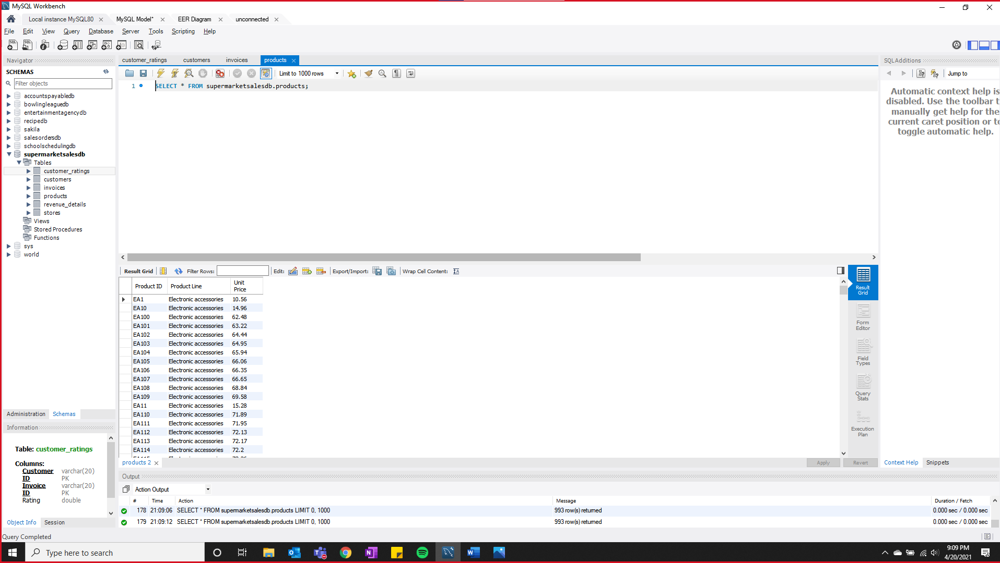 MySQL Workbench
Local instance MySQL80
MySQL Model*
EER Diagram
unconnected
File Edit View Query Database Server Tools Scripting Help
Navigator
SCHEMAS
Filter objects
accountspayabledb
bowlingleaguedb
entertainmentagencydb
recipedb
sakila
salesordersdb
schoolschedulingdb
supermarketsalesdb
Tables
customer_ratings
customers
invoices
products
revenue_details
stores
Views
Stored Procedures
Functions
sys
world
Administration Schemas
Information
Table: customer_ratings
Columns:
Customer varchar(20)
ID PK
Invoice varchar(20)
ID PK
Rating double
Object Info Session
customer_ratings customers invoices products
Limit to 1000 rows
1 SELECT * FROM supermarketsalesdb.products;
Result Grid Filter Rows: Edit: Export/Import: Wrap Cell Content:
Product ID Product Line Unit Price
EA1 Electronic accessories 10.56
EA10 Electronic accessories 14.96
EA100 Electronic accessories 62.48
EA101 Electronic accessories 63.22
EA102 Electronic accessories 64.44
EA103 Electronic accessories 64.95
EA104 Electronic accessories 65.94
EA105 Electronic accessories 66.06
EA106 Electronic accessories 66.35
EA107 Electronic accessories 66.65
EA108 Electronic accessories 68.84
EA109 Electronic accessories 69.58
EA11 Electronic accessories 15.28
EA110 Electronic accessories 71.89
EA111 Electronic accessories 71.95
EA112 Electronic accessories 72.13
EA113 Electronic accessories 72.17
EA114 Electronic accessories 72.2
products 2
Apply Revert
Result Grid
Form Editor
Field Types
Query Stats
Execution Plan
SQLAdditions
Jump to
Automatic context help is
disabled. Use the toolbar
manually get help for the
current caret position or
toggle automatic help.
Context Help Snippets
Output
Action Output
# Time Action Message Duration / Fetch
178 21:09:06 SELECT * FROM supermarketsalesdb.products LIMIT 0, 1000 993 row(s) returned 0.000 sec / 0.000 sec
179 21:09:12 SELECT * FROM supermarketsalesdb.products LIMIT 0, 1000 993 row(s) returned 0.000 sec / 0.000 sec
Query Completed
Type here to search
9:09 PM
4/20/2021